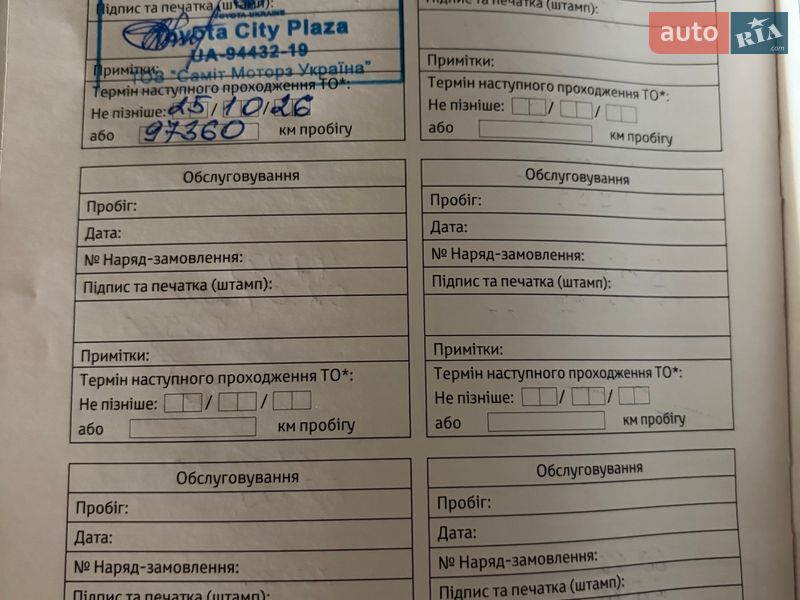 Підпис та печатка (штамп):
TOYOTA-UKRAINE
Toyota City Plaza
UA-94432-19
ТОВ "Саміт Моторз Україна"
Примітки:
Термін наступного проходження ТО*:
Не пізніше: 25/10/26
або 97360 км пробігу
Підпис та печатка (штамп):
Примітки:
Термін наступного проходження ТО*:
Не пізніше: / /
або км пробігу
auto RIA .com
Обслуговування
Пробіг:
Дата:
№ Наряд-замовлення:
Підпис та печатка (штамп):
Примітки:
Термін наступного проходження ТО*:
Не пізніше: / /
або км пробігу
Обслуговування
Пробіг:
Дата:
№ Наряд-замовлення:
Підпис та печатка (штамп):
Примітки:
Термін наступного проходження ТО*:
Не пізніше: / /
або км пробігу
Обслуговування
Пробіг:
Дата:
№ Наряд-замовлення:
Підпис та печатка (штамп):
Обслуговування
Пробіг:
Дата:
№ Наряд-замовлення:
Підпис та печатка (штамп):